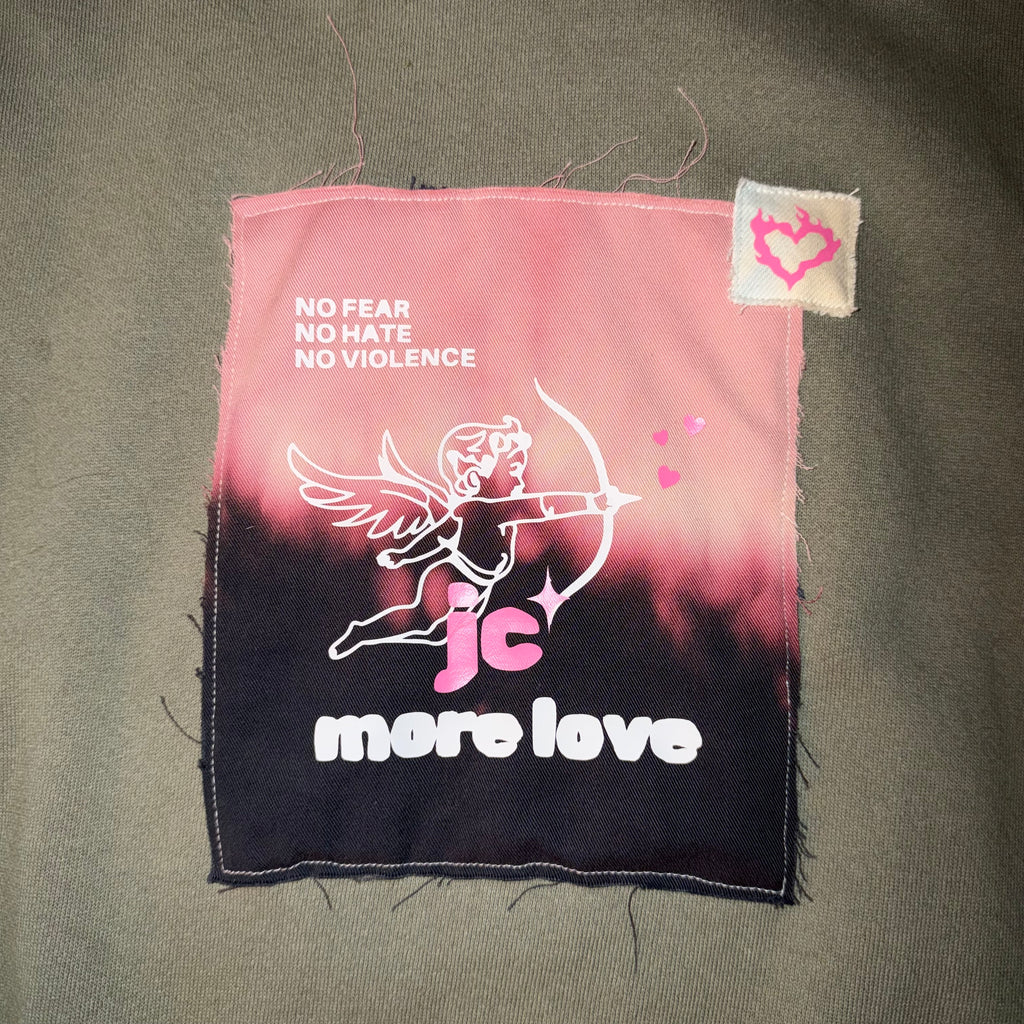 NO FEAR
NO HATE
NO VIOLENCE
jc
more love